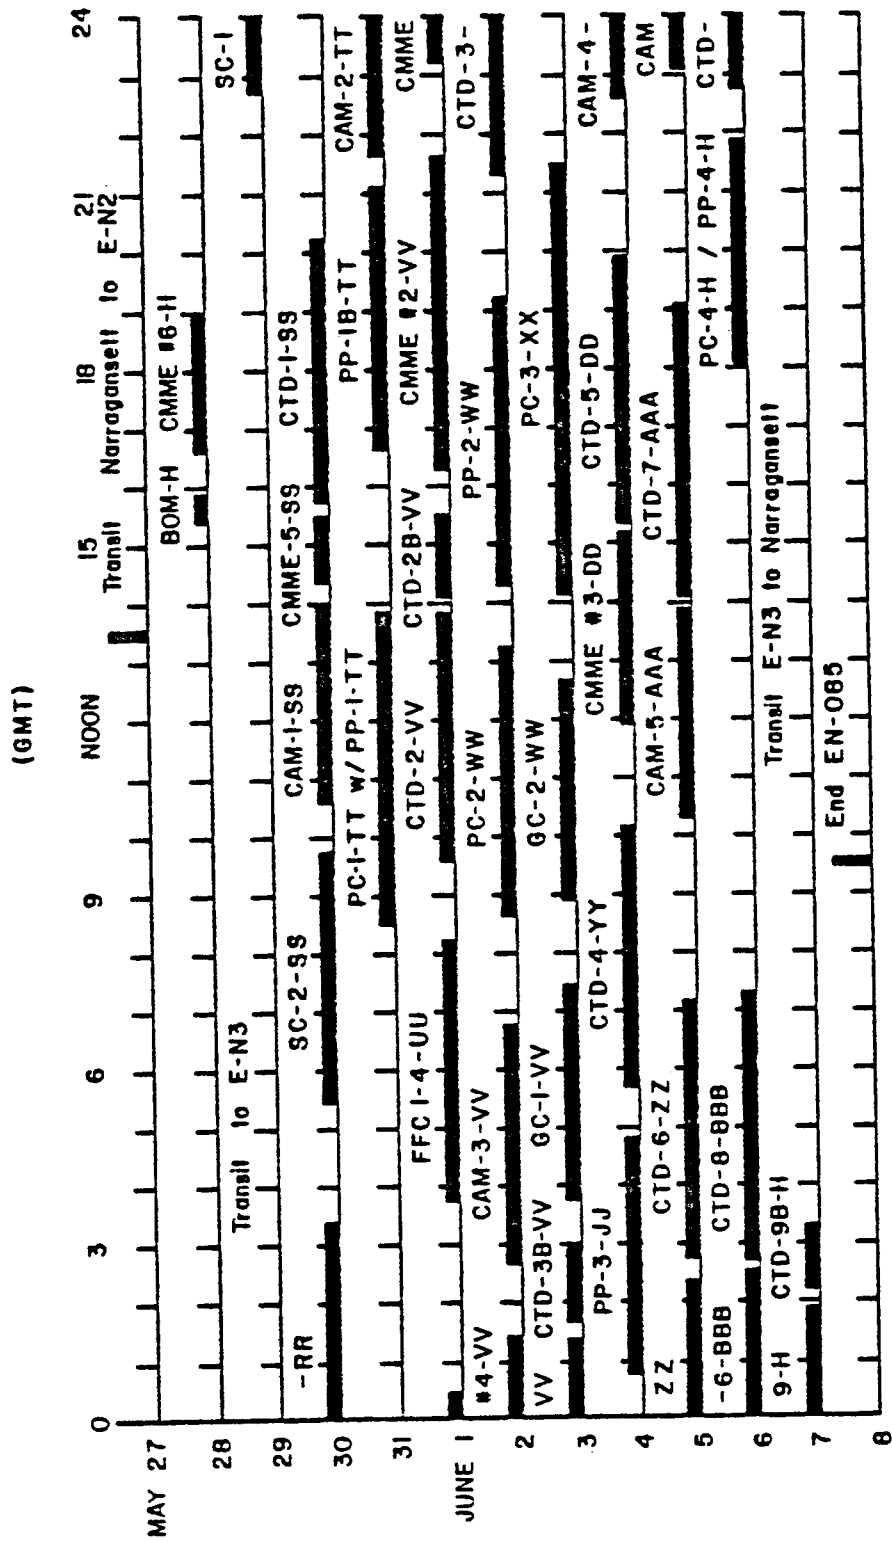 (GMT)
0 3 6 9 NOON 15 18 21 24
Transit Narragansett to E-N2
MAY 27
BOM-H CMME #6-H
28
Transit to E-N3 SC-1
29
-RR SC-2-SS CAM-1-SS CMME-5-SS CTD-1-SS
30
PC-1-TT w/ PP-1-TT PP-1B-TT CAM-2-TT
31
FFC 1-4-UU CTD-2-VV CTD-2B-VV CMME #2-VV CMME
JUNE 1
#4-VV CAM-3-VV PC-2-WW PP-2-WW CTD-3-
2
VV CTD-3B-VV GC-1-VV GC-2-WW PC-3-XX
3
PP-3-JJ CTD-4-YY CMME #3-DD CTD-5-DD CAM-4-
4
ZZ CTD-6-ZZ CAM-5-AAA CTD-7-AAA CAM
5
-6-BBB CTD-8-BBB PC-4-H / PP-4-H CTD-
6
9-H CTD-9B-H Transit E-N3 to Narragansett
7
End EN-085
8